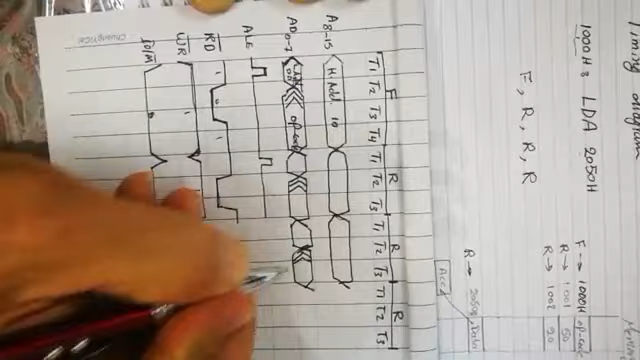 Timing diagram
1000H : LDA 2050H
F, R, R, R
F → 1000H op-code
R → 1001 50
R → 1002 20
R → 2050 Data
Acc
F R R R
T1 T2 T3 T4 T1 T2 T3 T1 T2 T3 T1 T2 T3
A8-15 H Add. 10
AD0-7 00 op-code
ALE
RD
WR
IO/M